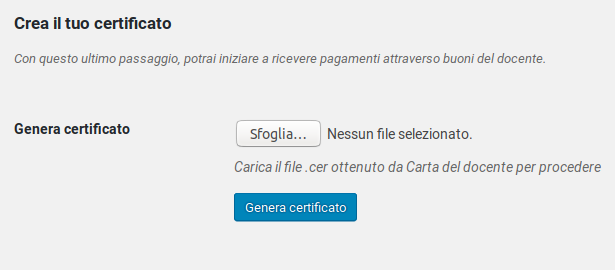 Crea il tuo certificato
Con questo ultimo passaggio, potrai iniziare a ricevere pagamenti attraverso buoni del docente.
Genera certificato
Sfoglia... Nessun file selezionato.
Carica il file .cer ottenuto da Carta del docente per procedere
Genera certificato